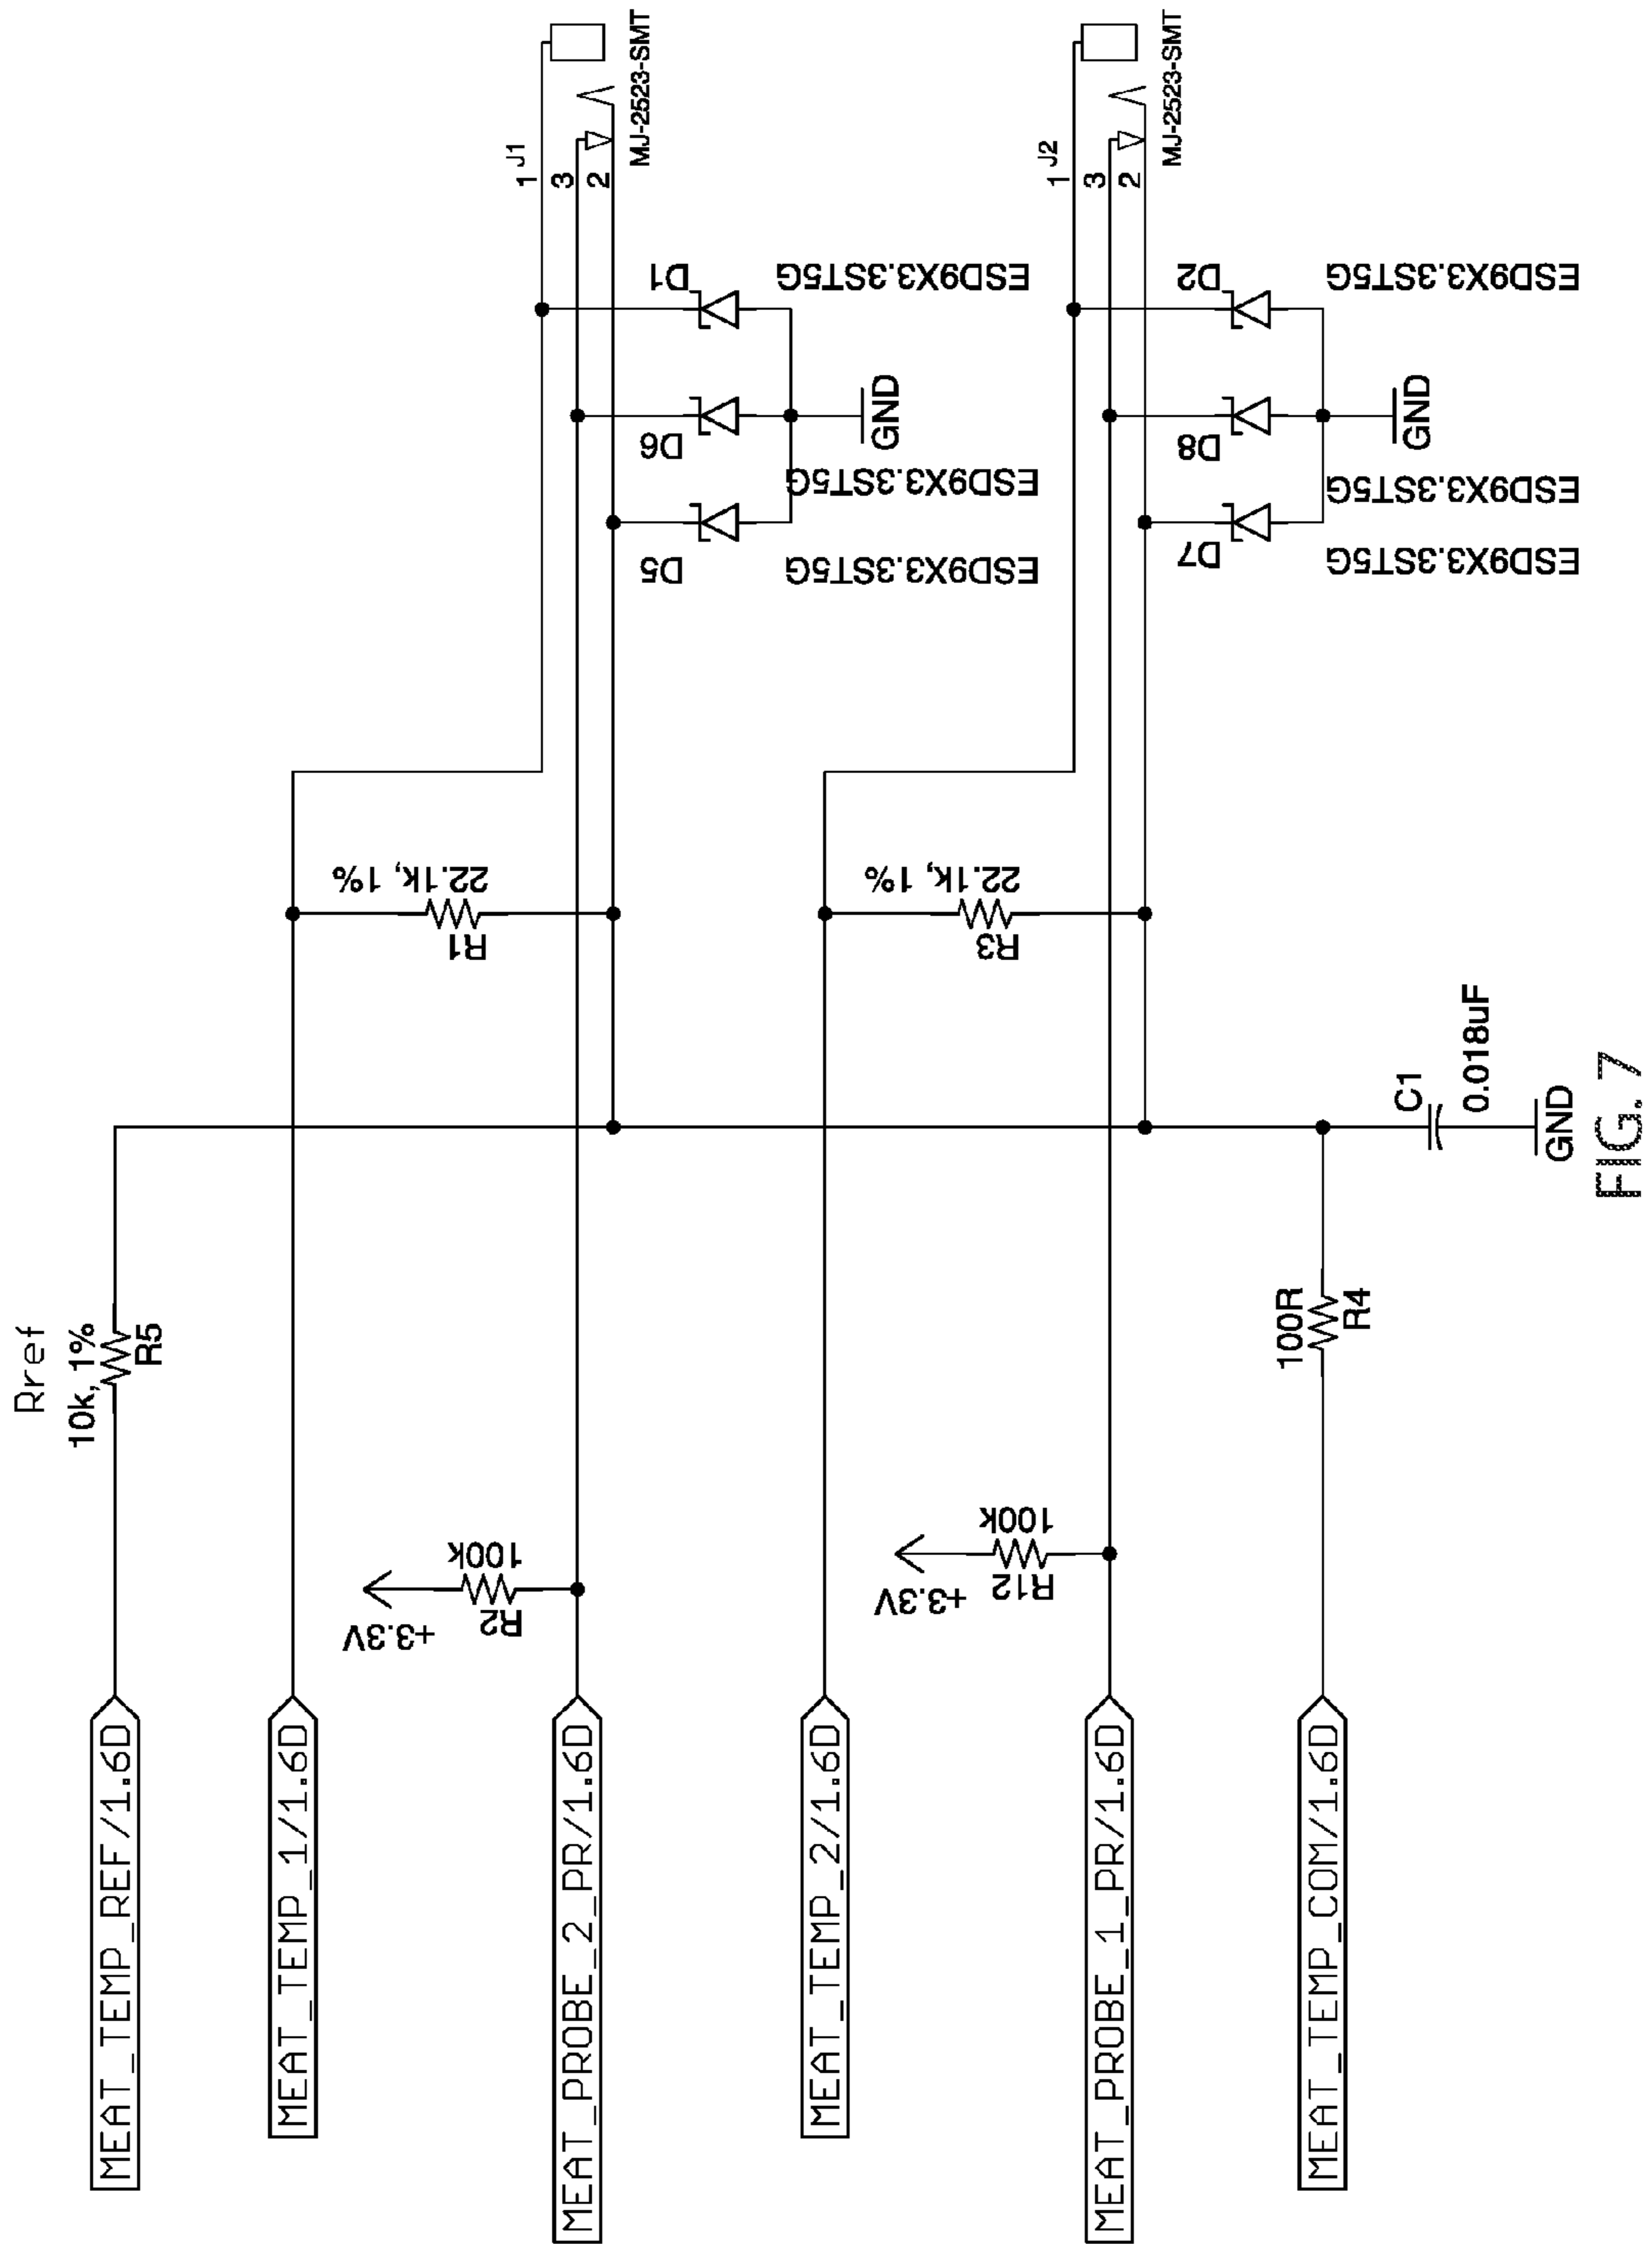 Rref
10k, 1%
R5
MEAT_TEMP_REF/1.6D
MEAT_TEMP_1/1.6D
R1
22.1k, 1%
1
J1
3
2
MJ-2523-SMT
+3.3V
R2
100k
MEAT_PROBE_2_PR/1.6D
D5
ESD9X3.3ST5G
D6
ESD9X3.3ST5G
D1
ESD9X3.3ST5G
GND
MEAT_TEMP_2/1.6D
R3
22.1k, 1%
1
J2
3
2
MJ-2523-SMT
+3.3V
R12
100k
MEAT_PROBE_1_PR/1.6D
D7
ESD9X3.3ST5G
D8
ESD9X3.3ST5G
D2
ESD9X3.3ST5G
GND
MEAT_TEMP_COM/1.6D
100R
R4
C1
0.018uF
GND
FIG. 7